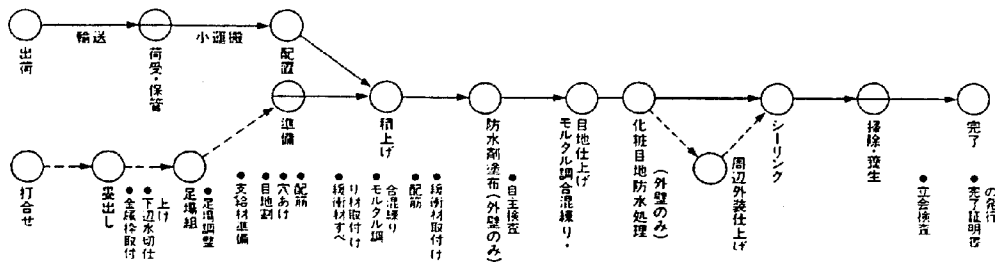 出荷
輸送
荷受・保管
小運搬
配置
準備
積上げ
防水剤塗布(外壁のみ)
目地仕上げ
モルタル調合混練り・
化粧目地防水処理
(外壁のみ)
シーリング
掃除・養生
完了
打合せ
墨出し
足場組
周辺外装仕上げ
●下辺水切仕
上げ
●金属枠取付
●足場調整
●配筋
●穴あけ
●目地割
●支給材準備
●緩衝材すべ
り材取付け
●モルタル調
合混練り
●配筋
●緩衝材取付け
●自主検査
●立会検査
●完了証明書
の発行